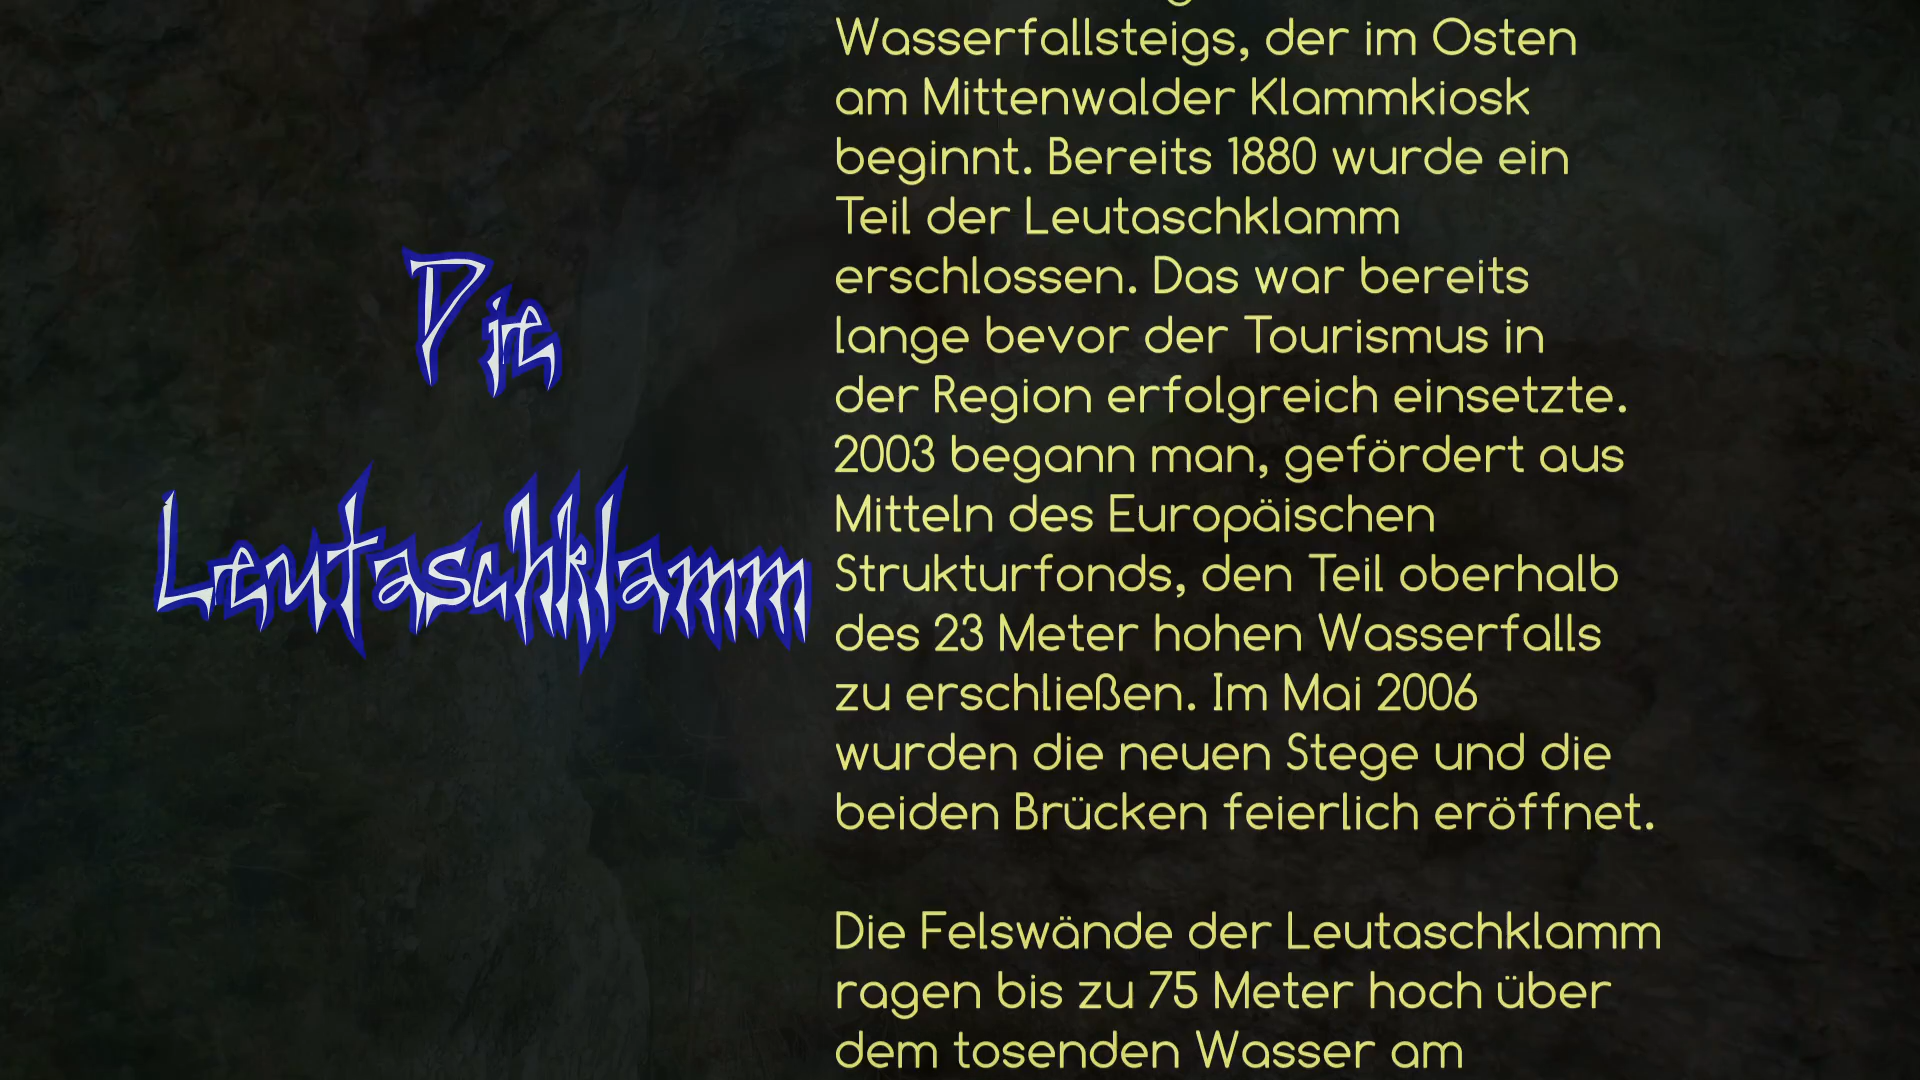 Die
Leutaschklamm
Wasserfallsteigs, der im Osten
am Mittenwalder Klammkiosk
beginnt. Bereits 1880 wurde ein
Teil der Leutaschklamm
erschlossen. Das war bereits
lange bevor der Tourismus in
der Region erfolgreich einsetzte.
2003 begann man, gefördert aus
Mitteln des Europäischen
Strukturfonds, den Teil oberhalb
des 23 Meter hohen Wasserfalls
zu erschließen. Im Mai 2006
wurden die neuen Stege und die
beiden Brücken feierlich eröffnet.
Die Felswände der Leutaschklamm
ragen bis zu 75 Meter hoch über
dem tosenden Wasser am